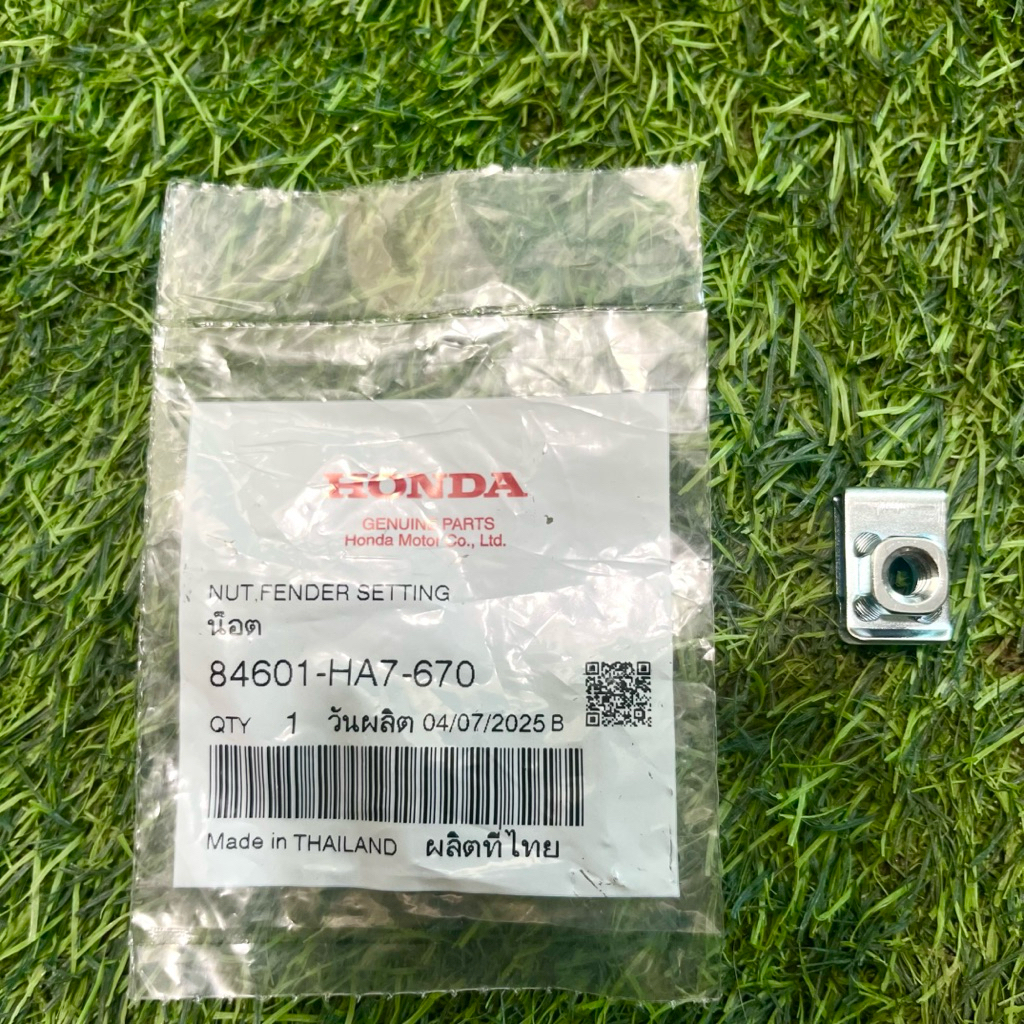 HONDA
GENUINE PARTS
Honda Motor Co., Ltd.
NUT,FENDER SETTING
น็อต
84601-HA7-670
QTY 1 วันผลิต 04/07/2025 B
Made in THAILAND ผลิตที่ไทย